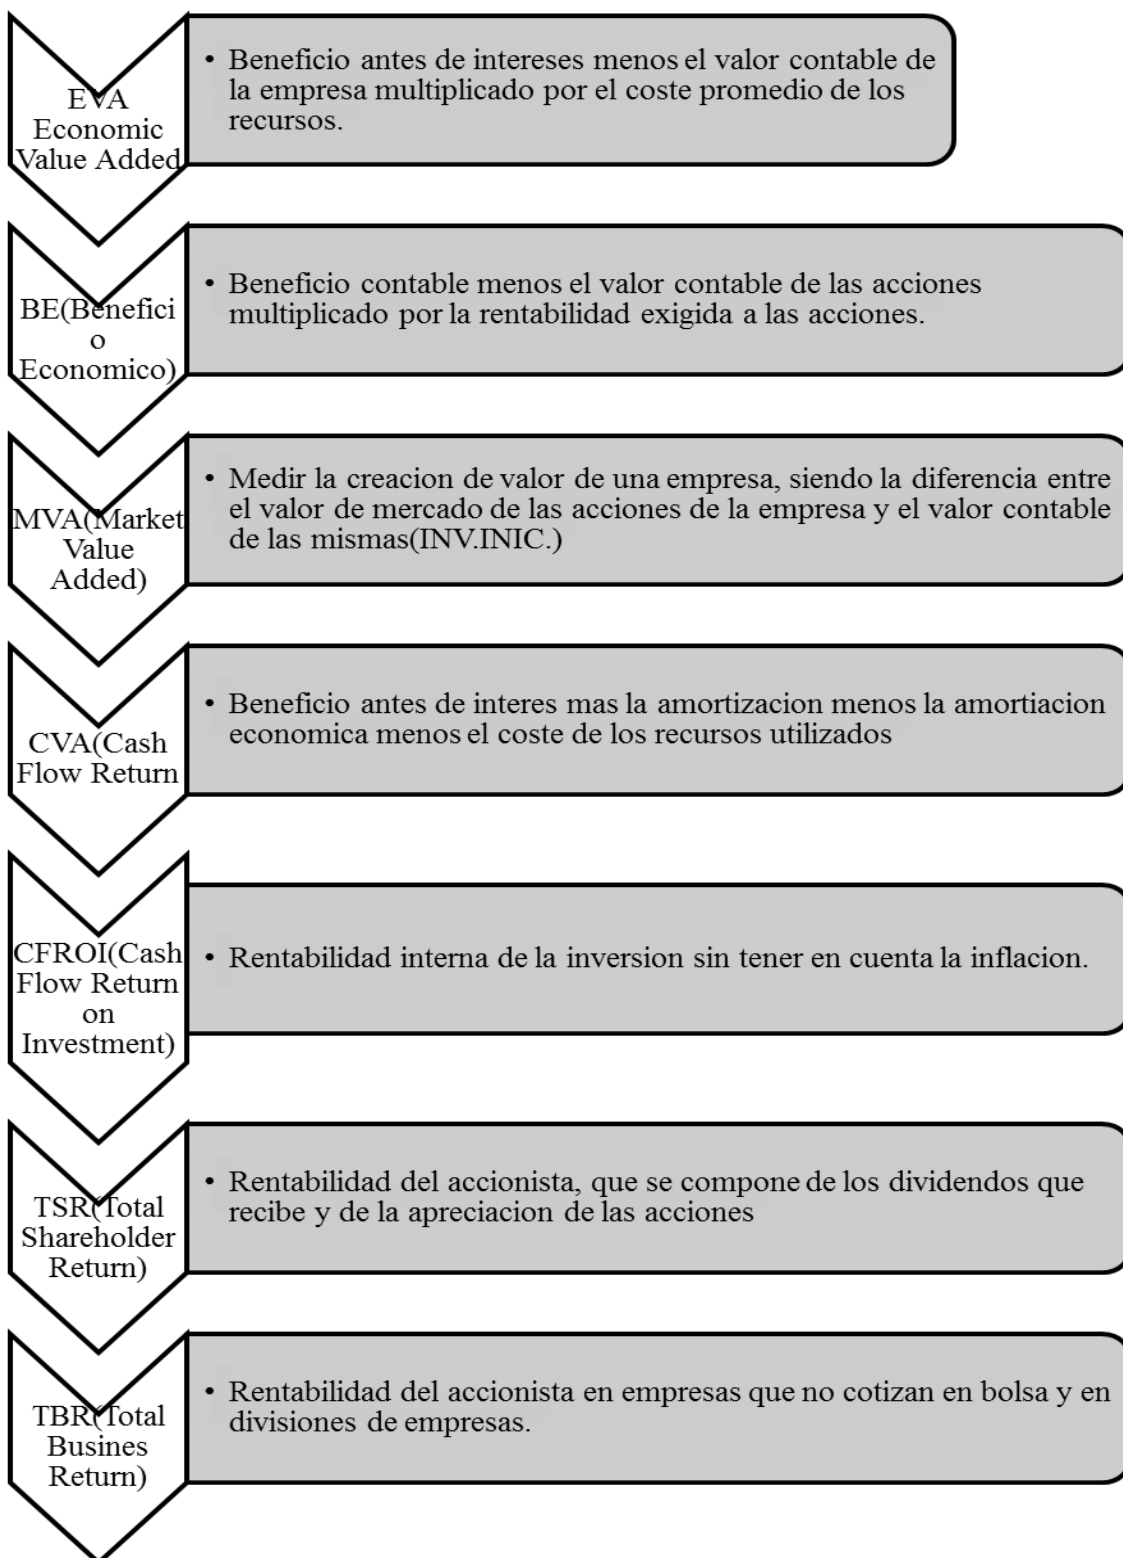 EVA
Economic
Value Added
• Beneficio antes de intereses menos el valor contable de
la empresa multiplicado por el coste promedio de los
recursos.
BE(Benefici
o
Economico)
• Beneficio contable menos el valor contable de las acciones
multiplicado por la rentabilidad exigida a las acciones.
MVA(Market
Value
Added)
• Medir la creacion de valor de una empresa, siendo la diferencia entre
el valor de mercado de las acciones de la empresa y el valor contable
de las mismas(INV.INIC.)
CVA(Cash
Flow Return
• Beneficio antes de interes mas la amortizacion menos la amortiacion
economica menos el coste de los recursos utilizados
CFROI(Cash
Flow Return
on
Investment)
• Rentabilidad interna de la inversion sin tener en cuenta la inflacion.
TSR(Total
Shareholder
Return)
• Rentabilidad del accionista, que se compone de los dividendos que
recibe y de la apreciacion de las acciones
TBR(Total
Busines
Return)
• Rentabilidad del accionista en empresas que no cotizan en bolsa y en
divisiones de empresas.